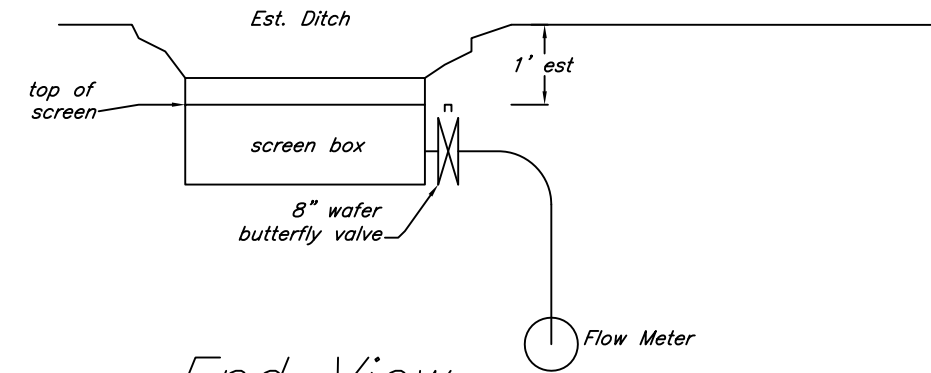 Est. Ditch
1' est
top of
screen
screen box
8" wafer
butterfly valve
Flow Meter
End View